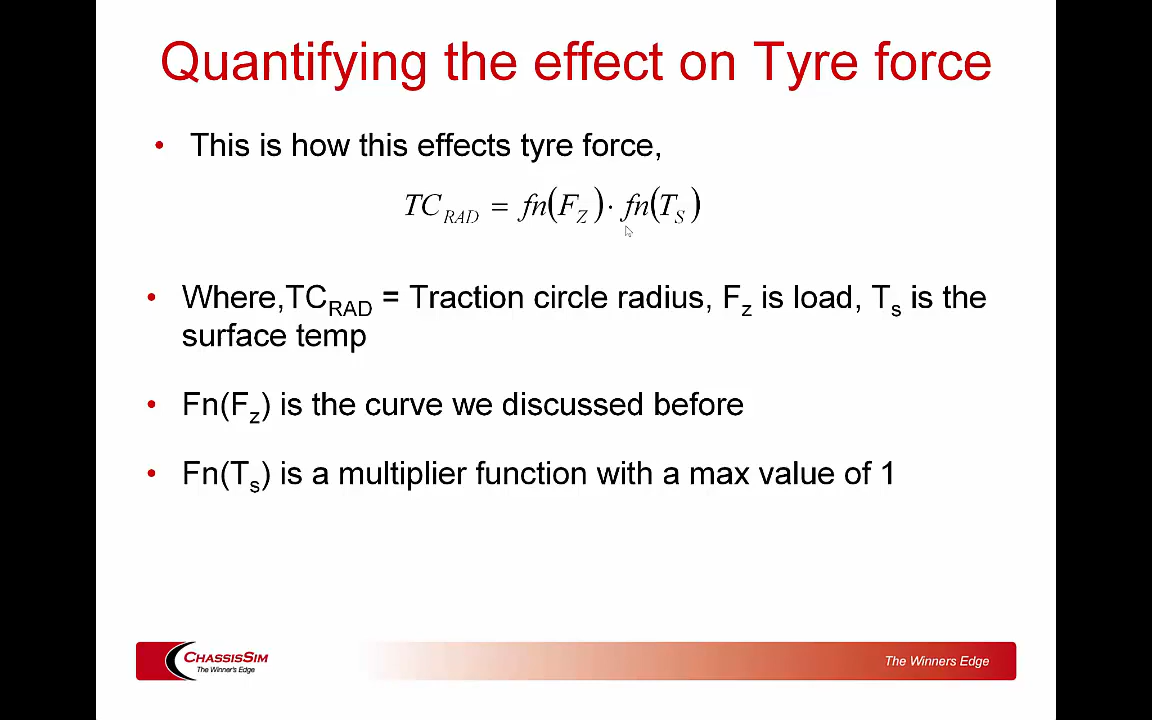 Quantifying the effect on Tyre force
• This is how this effects tyre force,
TC_RAD = fn(F_Z) · fn(T_S)
• Where,TC_RAD = Traction circle radius, F_z is load, T_s is the
surface temp
• Fn(F_z) is the curve we discussed before
• Fn(T_s) is a multiplier function with a max value of 1
CHASSISSIM
The Winner's Edge
The Winners Edge